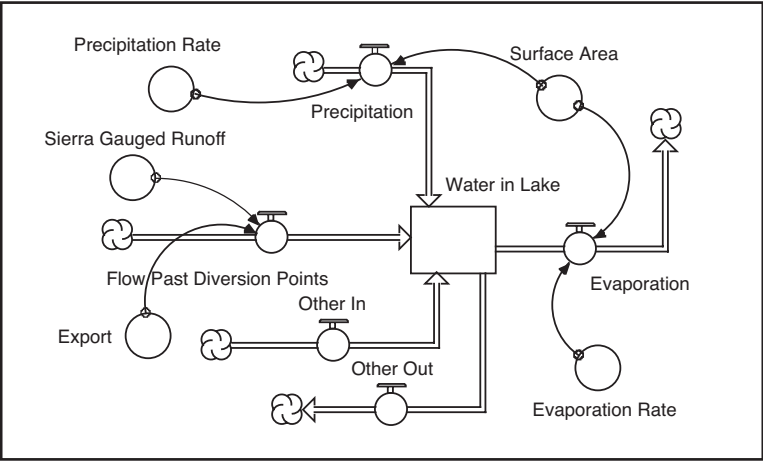 Precipitation Rate
Surface Area
Precipitation
Sierra Gauged Runoff
Water in Lake
Flow Past Diversion Points
Evaporation
Other In
Export
Other Out
Evaporation Rate